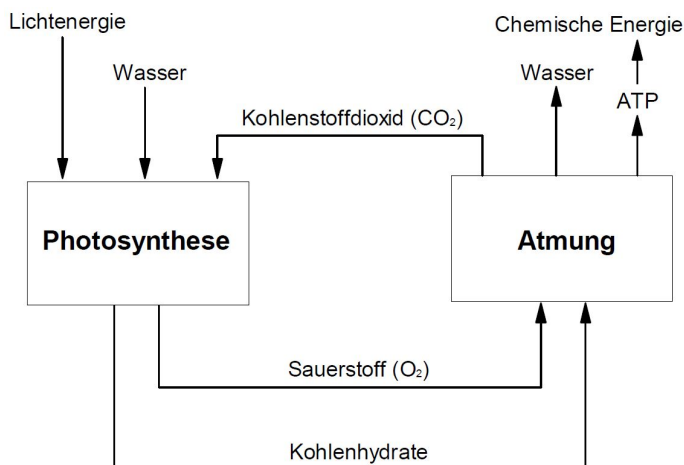 Lichtenergie
Chemische Energie
Wasser
Wasser
ATP
Kohlenstoffdioxid (CO₂)
Photosynthese
Atmung
Sauerstoff (O₂)
Kohlenhydrate